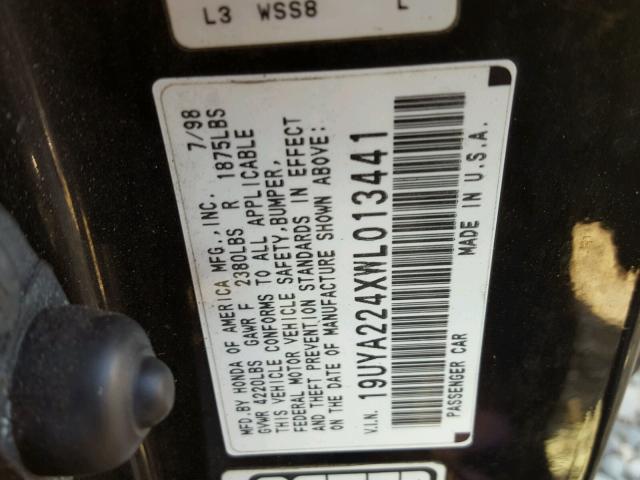 L3 WSS8 L
MFD.BY HONDA OF AMERICA MFG.,INC. 7/98
GVWR 4220LBS GAWR F 2380LBS R 1875LBS
THIS VEHICLE CONFORMS TO ALL APPLICABLE
FEDERAL MOTOR VEHICLE SAFETY,BUMPER,
AND THEFT PREVENTION STANDARDS IN EFFECT
ON THE DATE OF MANUFACTURE SHOWN ABOVE:
V.I.N. 19UYA224XWL013441
PASSENGER CAR MADE IN U.S.A.